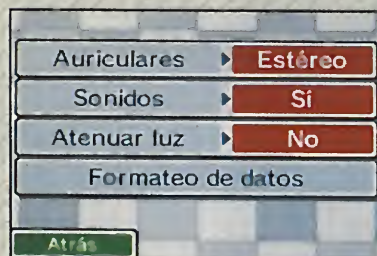 Auriculares Estéreo
Sonidos Sí
Atenuar luz No
Formateo de datos
Atrás